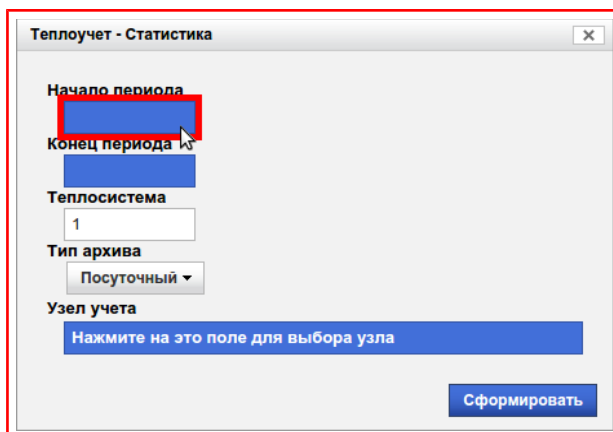 Теплоучет - Статистика
Начало периода
Конец периода
Теплосистема
1
Тип архива
Посуточный
Узел учета
Нажмите на это поле для выбора узла
Сформировать